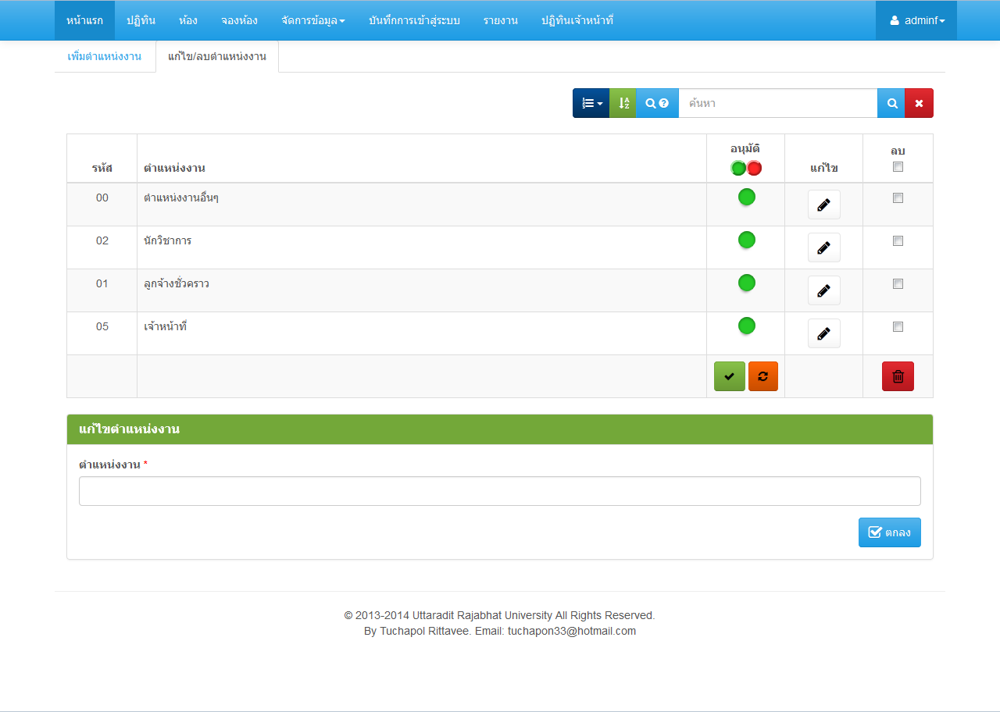 หน้าแรก ปฏิทิน ห้อง จองห้อง จัดการข้อมูล บันทึกการเข้าสู่ระบบ รายงาน ปฏิทินเจ้าหน้าที่ adminf
เพิ่มตำแหน่งงาน แก้ไข/ลบตำแหน่งงาน
ค้นหา
รหัส ตำแหน่งงาน อนุมัติ แก้ไข ลบ
00 ตำแหน่งงานอื่นๆ
02 นักวิชาการ
01 ลูกจ้างชั่วคราว
05 เจ้าหน้าที่
แก้ไขตำแหน่งงาน
ตำแหน่งงาน *
ตกลง
© 2013-2014 Uttaradit Rajabhat University All Rights Reserved.
By Tuchapol Rittavee. Email: tuchapon33@hotmail.com